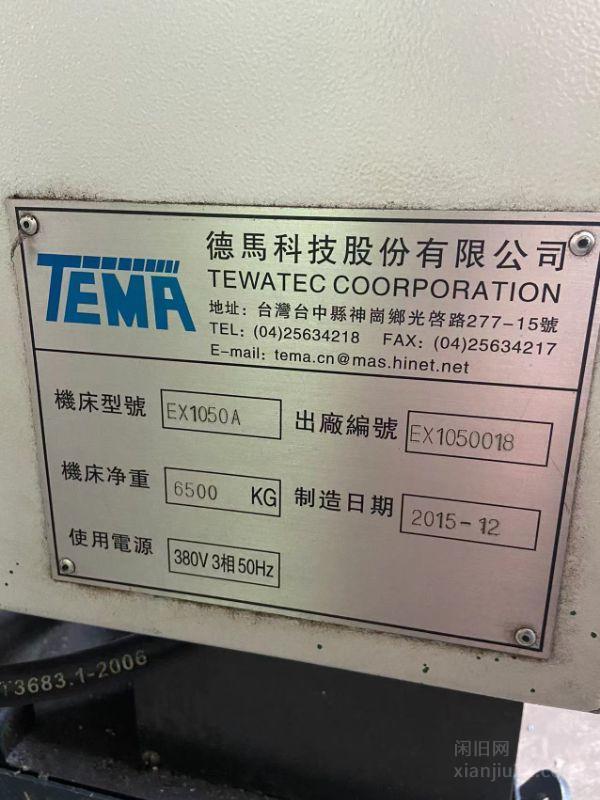 TEMA
德馬科技股份有限公司
TEWATEC COORPORATION
地址: 台灣台中縣神崗鄉光啓路277-15號
TEL: (04)25634218 FAX: (04)25634217
E-mail: tema.cn@mas.hinet.net
機床型號 EX1050A 出廠編號 EX1050018
機床净重 6500 KG 制造日期 2015-12
使用電源 380V 3相 50Hz
T3683.1-2006
闲旧网